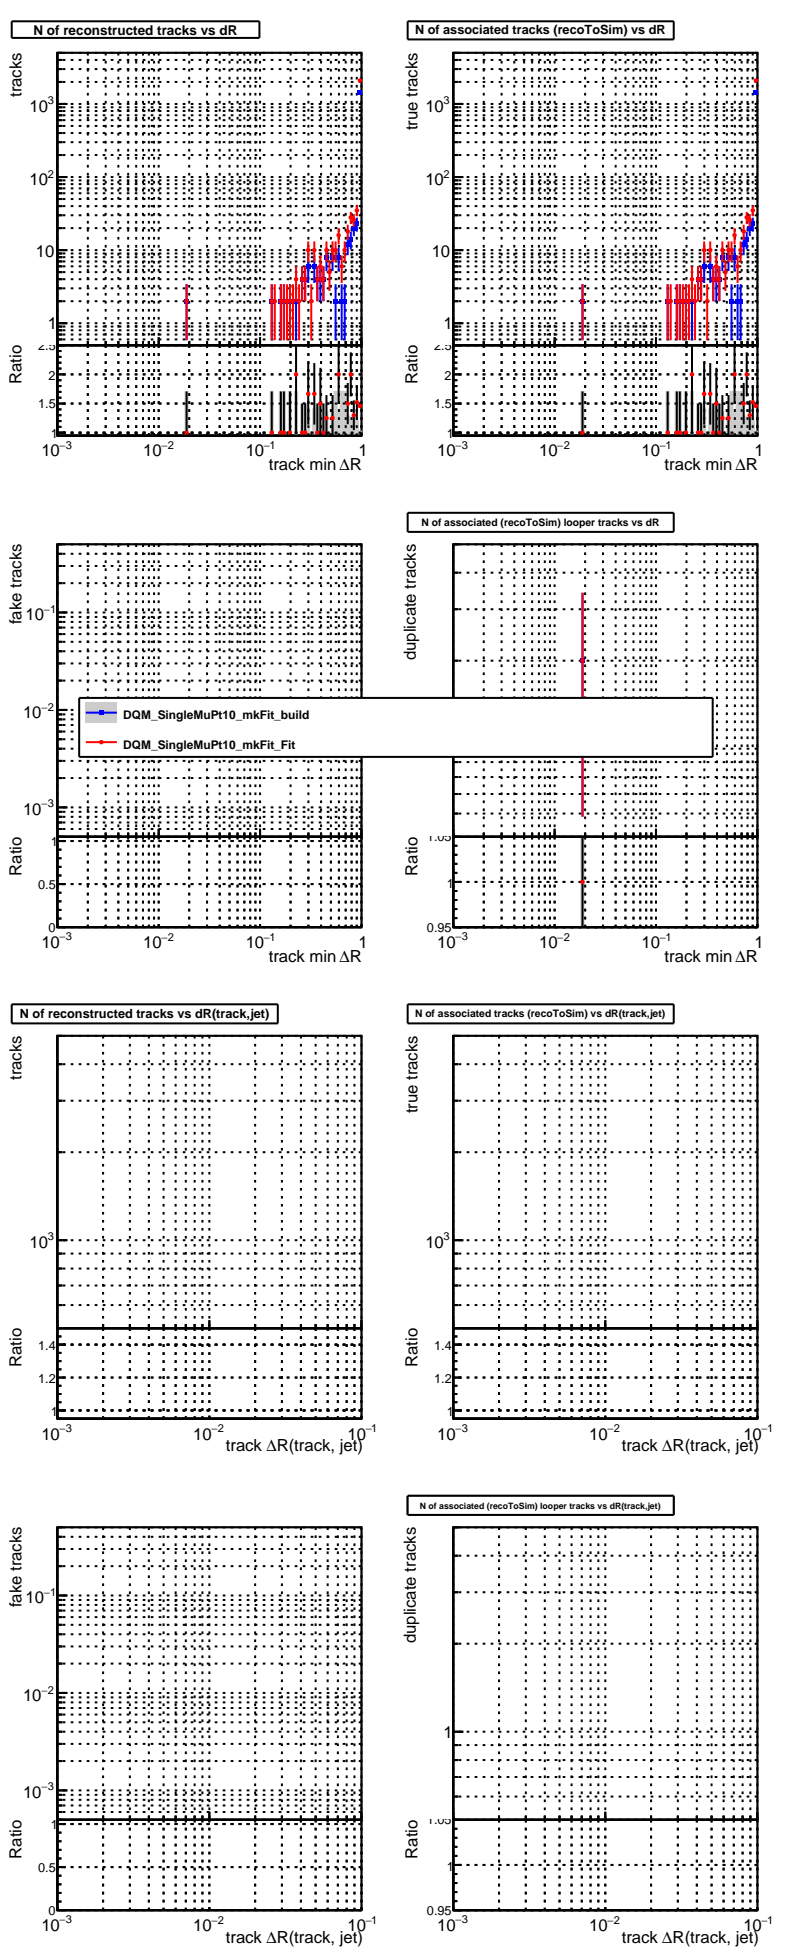 N of reconstructed tracks vs dR
tracks
10³
10²
10
1
Ratio
2.5
2
1.5
1
10⁻³
10⁻²
10⁻¹
1
track min ΔR
N of associated tracks (recoToSim) vs dR
true tracks
10³
10²
10
1
Ratio
2.5
2
1.5
1
10⁻³
10⁻²
10⁻¹
1
track min ΔR
fake tracks
10⁻¹
10⁻²
10⁻³
Ratio
1
0.5
0
10⁻³
10⁻²
10⁻¹
1
track min ΔR
N of associated (recoToSim) looper tracks vs dR
duplicate tracks
Ratio
1.05
1
0.95
10⁻³
10⁻²
10⁻¹
1
track min ΔR
DQM_SingleMuPt10_mkFit_build
DQM_SingleMuPt10_mkFit_Fit
N of reconstructed tracks vs dR(track,jet)
tracks
10³
Ratio
1.4
1.2
1
10⁻³
10⁻²
10⁻¹
track ΔR(track, jet)
N of associated tracks (recoToSim) vs dR(track,jet)
true tracks
10³
Ratio
1.4
1.2
1
10⁻³
10⁻²
10⁻¹
track ΔR(track, jet)
fake tracks
10⁻¹
10⁻²
10⁻³
Ratio
1
0.5
0
10⁻³
10⁻²
10⁻¹
track ΔR(track, jet)
N of associated (recoToSim) looper tracks vs dR(track,jet)
duplicate tracks
1
Ratio
1.05
1
0.95
10⁻³
10⁻²
10⁻¹
track ΔR(track, jet)